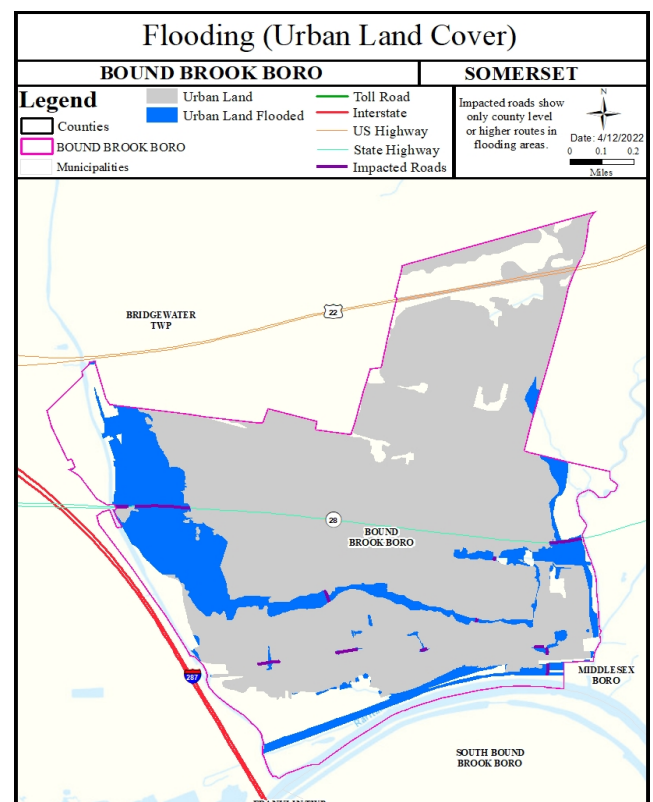 Flooding (Urban Land Cover)
BOUND BROOK BORO
SOMERSET
Legend
Counties
BOUND BROOK BORO
Municipalities
Urban Land
Urban Land Flooded
Toll Road
Interstate
US Highway
State Highway
Impacted Roads
Impacted roads show
only county level
or higher routes in
flooding areas.
N
Date: 4/12/2022
0 0.1 0.2
Miles
22
BRIDGEWATER
TWP
28
BOUND
BROOK BORO
287
MIDDLESEX
BORO
SOUTH BOUND
BROOK BORO
FRANKLIN TWP